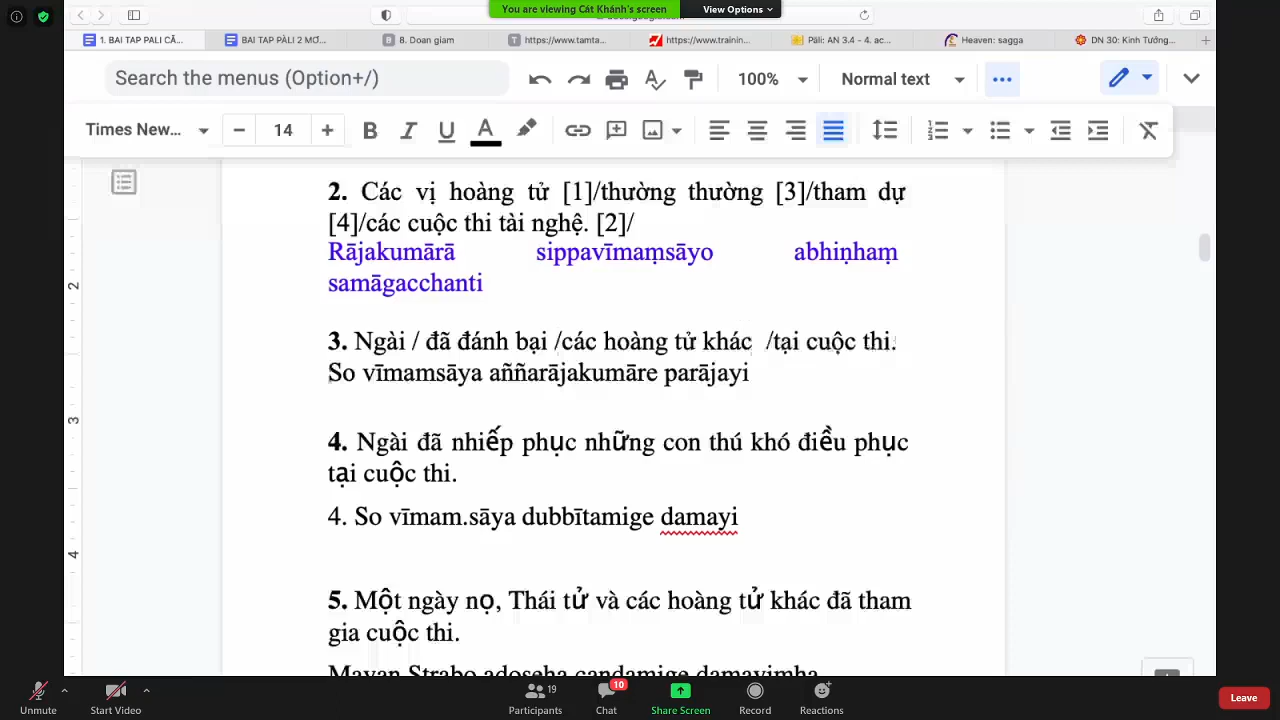 You are viewing Cát Khánh's screen
View Options
1. BAI TAP PALI CĂ...
BAI TAP PÀLI 2 MƠ...
8. Doan giam
https://www.tamta...
https://www.trainin...
Pāli: AN 3.4 - 4. ac...
Heaven: sagga
DN 30: Kinh Tướng...
Search the menus (Option+/)
100%
Normal text
Times New...
14
2. Các vị hoàng tử [1]/thường thường [3]/tham dự
[4]/các cuộc thi tài nghệ. [2]/
Rājakumārā sippavīmaṃsāyo abhiṇhaṃ
samāgacchanti
3. Ngài / đã đánh bại /các hoàng tử khác /tại cuộc thi.
So vīmamsāya aññarājakumāre parājayi
4. Ngài đã nhiếp phục những con thú khó điều phục
tại cuộc thi.
4. So vīmam.sāya dubbītamige damayi
5. Một ngày nọ, Thái tử và các hoàng tử khác đã tham
gia cuộc thi.
2
3
4
Unmute
Start Video
19
Participants
10
Chat
Share Screen
Record
Reactions
Leave